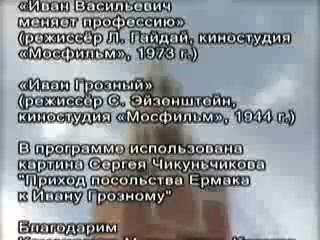 «Иван Васильевич
меняет профессию»
(режиссёр Л. Гайдай, киностудия
«Мосфильм», 1973 г.)
«Иван Грозный»
(режиссёр С. Эйзенштейн,
киностудия «Мосфильм», 1944 г.)
В программе использована
картина Сергея Чикуньчикова
"Приход посольства Ермака
к Ивану Грозному"
Благодарим